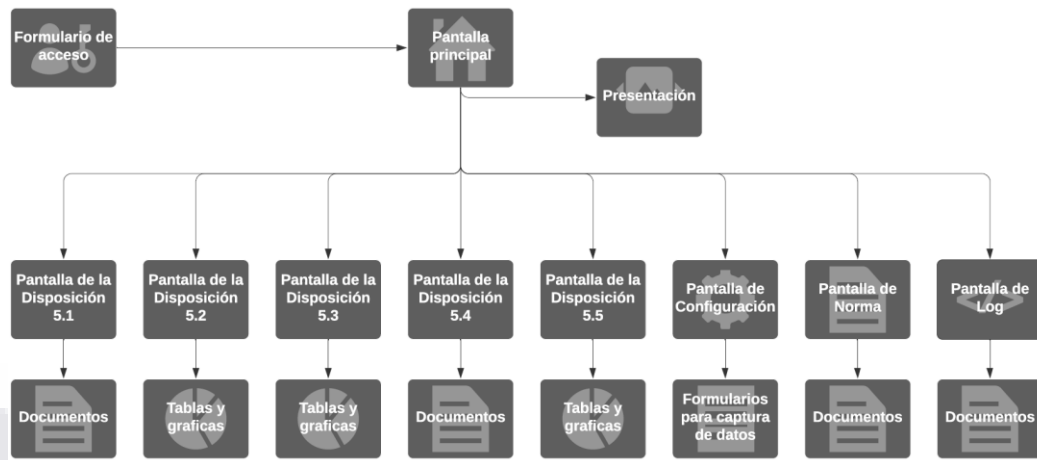 Formulario de
acceso
Pantalla
principal
Presentación
Pantalla de la
Disposición
5.1
Pantalla de la
Disposición
5.2
Pantalla de la
Disposición
5.3
Pantalla de la
Disposición
5.4
Pantalla de la
Disposición
5.5
Pantalla de
Configuración
Pantalla de
Norma
Pantalla de
Log
Documentos
Tablas y
graficas
Tablas y
graficas
Documentos
Tablas y
graficas
Formularios
para captura
de datos
Documentos
Documentos